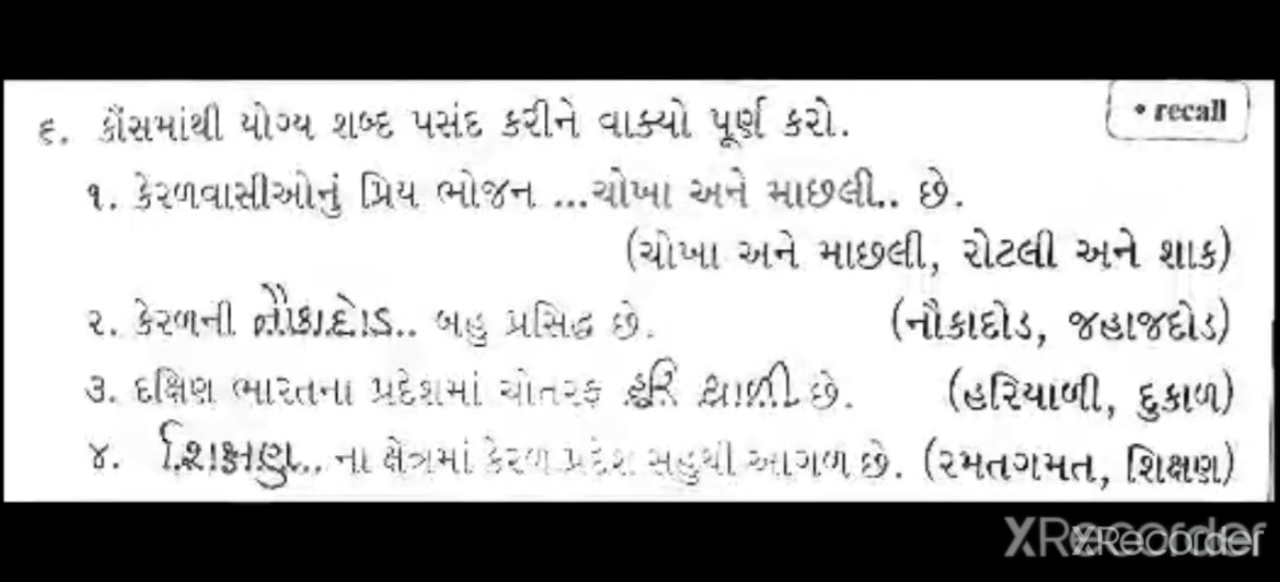 ૬. કૌંસમાંથી યોગ્ય શબ્દ પસંદ કરીને વાક્યો પૂર્ણ કરો.
• recall
૧. કેરળવાસીઓનું પ્રિય ભોજન ...ચોખા અને માછલી.. છે.
(ચોખા અને માછલી, રોટલી અને શાક)
૨. કેરળની નૌકાદોડ.. બહુ પ્રસિદ્ધ છે. (નૌકાદોડ, જહાજદોડ)
૩. દક્ષિણ ભારતના પ્રદેશમાં ચોતરફ હરિયાળી છે. (હરિયાળી, દુકાળ)
૪. શિક્ષણ.. ના ક્ષેત્રમાં કેરળ પ્રદેશ સહુથી આગળ છે. (રમતગમત, શિક્ષણ)
XRecorder
XRecorder